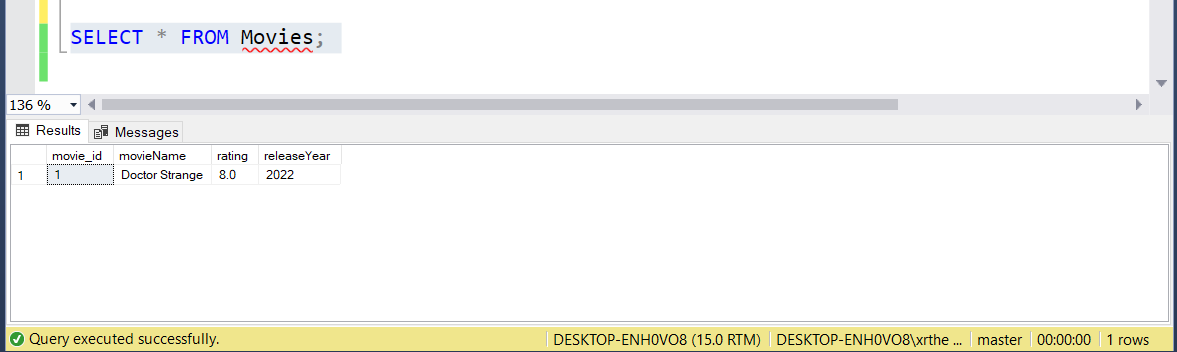 SELECT * FROM Movies;
136 %
Results Messages
movie_id movieName rating releaseYear
1 1 Doctor Strange 8.0 2022
Query executed successfully. DESKTOP-ENH0VO8 (15.0 RTM) DESKTOP-ENH0VO8\xrthe ... master 00:00:00 1 rows